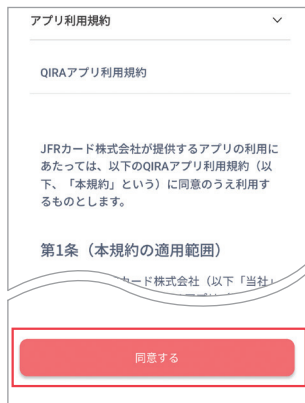 アプリ利用規約
QIRAアプリ利用規約
JFRカード株式会社が提供するアプリの利用に
あたっては、以下のQIRAアプリ利用規約（以
下、「本規約」という）に同意のうえ利用す
るものとします。
第1条（本規約の適用範囲）
カード株式会社（以下「当社」
同意する